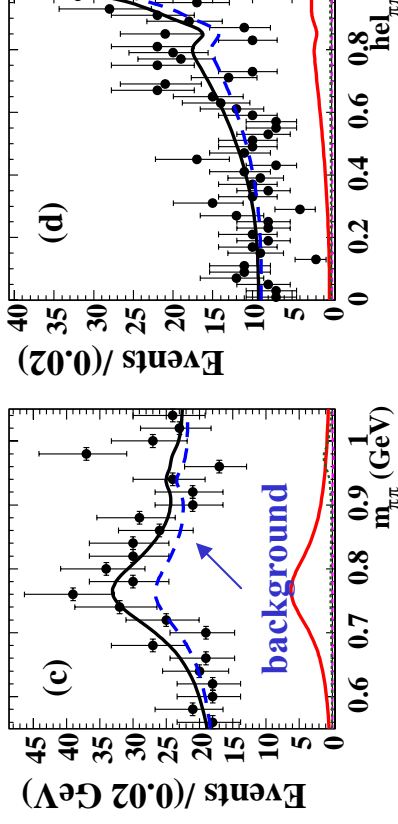 Events /(0.02 GeV)
45
40
35
30
25
20
15
10
5
0
(c)
background
0.6 0.7 0.8 0.9 1
mππ (GeV)
Events /(0.02)
40
35
30
25
20
15
10
5
0
(d)
0 0.2 0.4 0.6 0.8
helππ